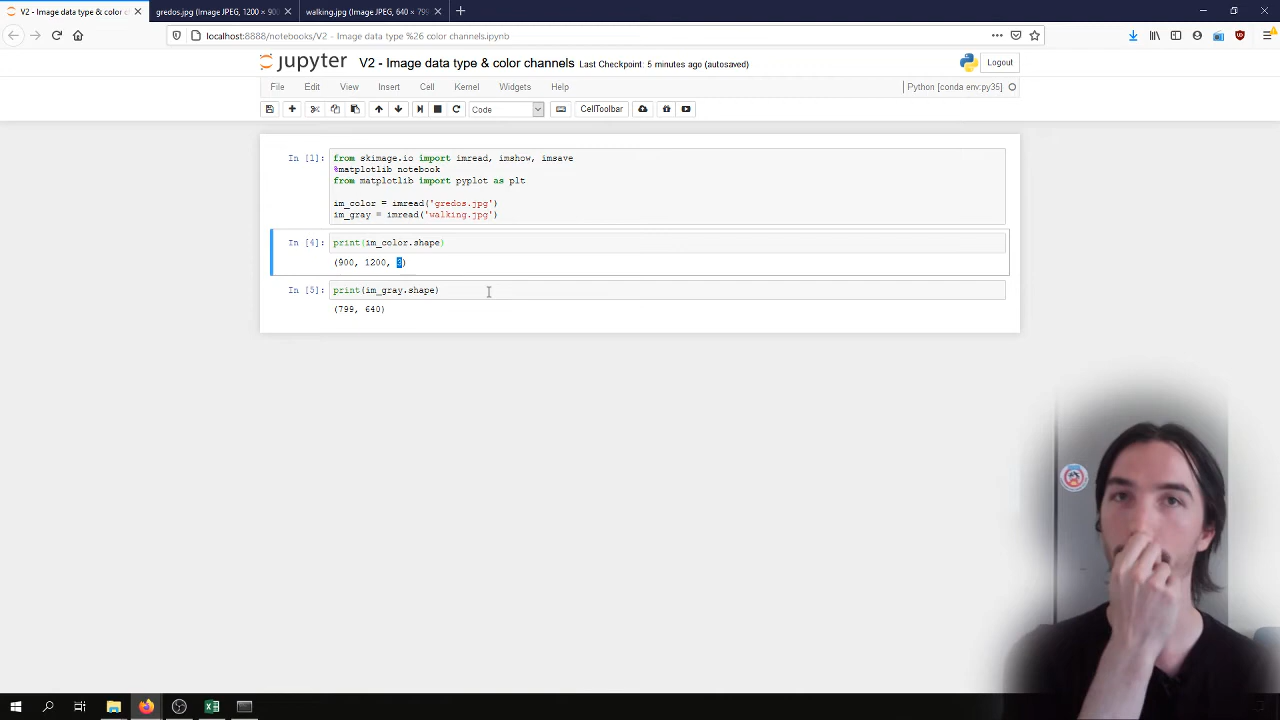 V2 - Image data type & color ch
gredos.jpg (Image JPEG, 1200 × 90
walking.jpg (Image JPEG, 640 × 799
localhost:8888/notebooks/V2 - Image data type %26 color channels.ipynb
jupyter V2 - Image data type & color channels Last Checkpoint: 5 minutes ago (autosaved) Logout
File Edit View Insert Cell Kernel Widgets Help Python [conda env:py35]
Code CellToolbar
In [1]: from skimage.io import imread, imshow, imsave
%matplotlib notebook
from matplotlib import pyplot as plt
im_color = imread('gredos.jpg')
im_gray = imread('walking.jpg')
In [4]: print(im_color.shape)
(900, 1200, 3)
In [5]: print(im_gray.shape)
(799, 640)